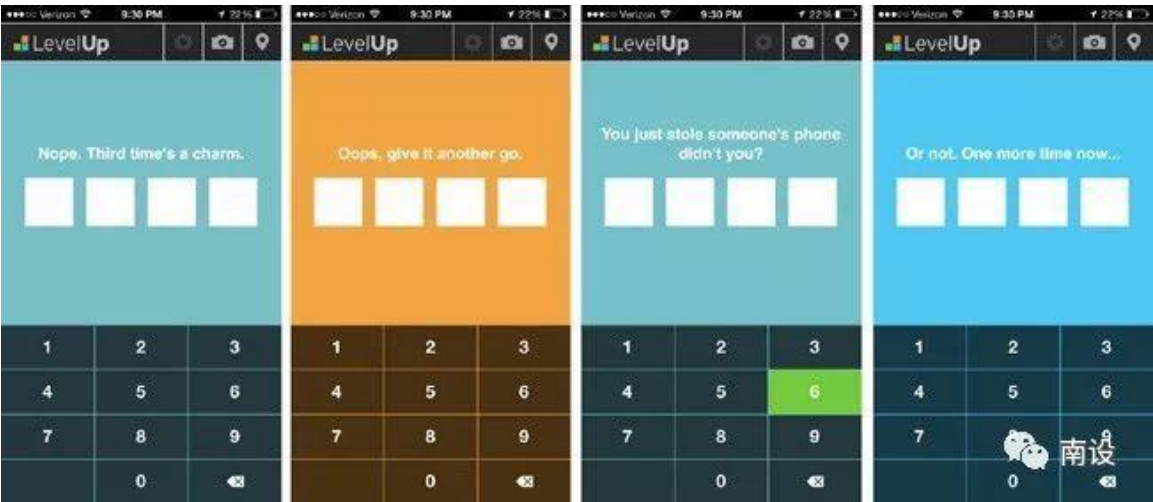 Verizon 9:30 PM 22%
LevelUp
Nope. Third time's a charm.
1 2 3
4 5 6
7 8 9
0
Verizon 9:30 PM 22%
LevelUp
Oops, give it another go.
1 2 3
4 5 6
7 8 9
0
Verizon 9:30 PM 22%
LevelUp
You just stole someone's phone
didn't you?
1 2 3
4 5 6
7 8 9
0
Verizon 9:30 PM 22%
LevelUp
Or not. One more time now...
1 2 3
4 5 6
7 9
0
南设